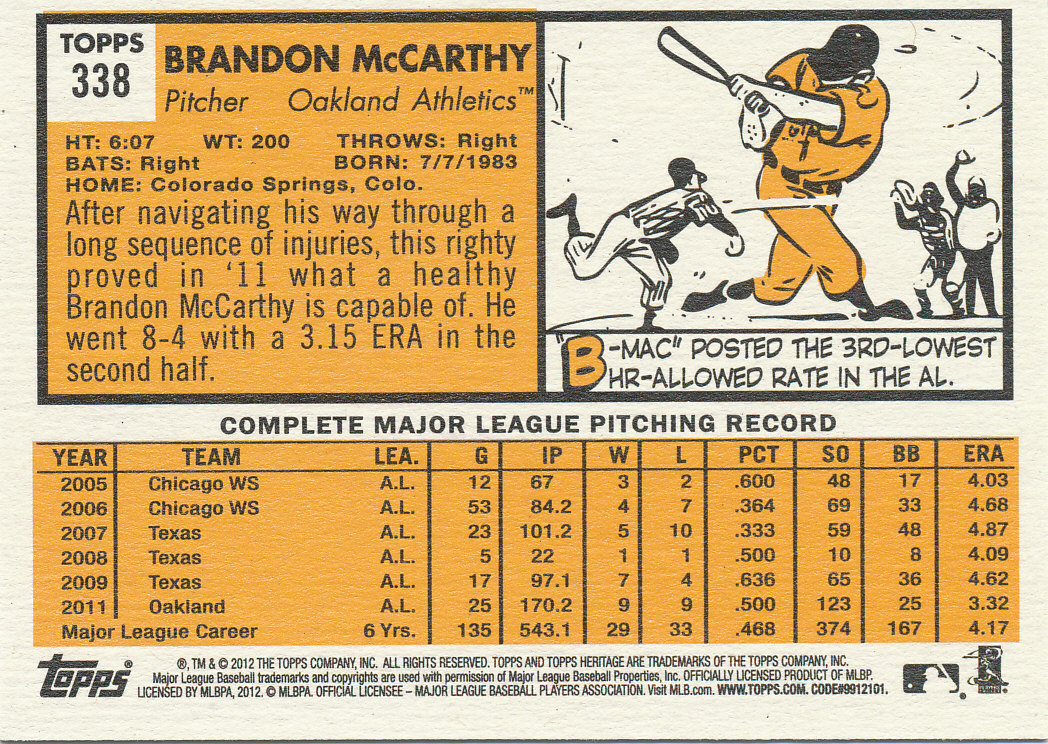 TOPPS
338
BRANDON McCARTHY
Pitcher Oakland Athletics™
HT: 6:07 WT: 200 THROWS: Right
BATS: Right BORN: 7/7/1983
HOME: Colorado Springs, Colo.
After navigating his way through a
long sequence of injuries, this righty
proved in '11 what a healthy
Brandon McCarthy is capable of. He
went 8-4 with a 3.15 ERA in the
second half.
"B-MAC" POSTED THE 3RD-LOWEST
HR-ALLOWED RATE IN THE AL.
COMPLETE MAJOR LEAGUE PITCHING RECORD
YEAR TEAM LEA. G IP W L PCT SO BB ERA
2005 Chicago WS A.L. 12 67 3 2 .600 48 17 4.03
2006 Chicago WS A.L. 53 84.2 4 7 .364 69 33 4.68
2007 Texas A.L. 23 101.2 5 10 .333 59 48 4.87
2008 Texas A.L. 5 22 1 1 .500 10 8 4.09
2009 Texas A.L. 17 97.1 7 4 .636 65 36 4.62
2011 Oakland A.L. 25 170.2 9 9 .500 123 25 3.32
Major League Career 6 Yrs. 135 543.1 29 33 .468 374 167 4.17
topps®
®, TM & © 2012 THE TOPPS COMPANY, INC. ALL RIGHTS RESERVED. TOPPS AND TOPPS HERITAGE ARE TRADEMARKS OF THE TOPPS COMPANY, INC.
Major League Baseball trademarks and copyrights are used with permission of Major League Baseball Properties, Inc. OFFICIALLY LICENSED PRODUCT OF MLBP.
LICENSED BY MLBPA, 2012. © MLBPA. OFFICIAL LICENSEE – MAJOR LEAGUE BASEBALL PLAYERS ASSOCIATION. Visit MLB.com. WWW.TOPPS.COM. CODE#9912101.